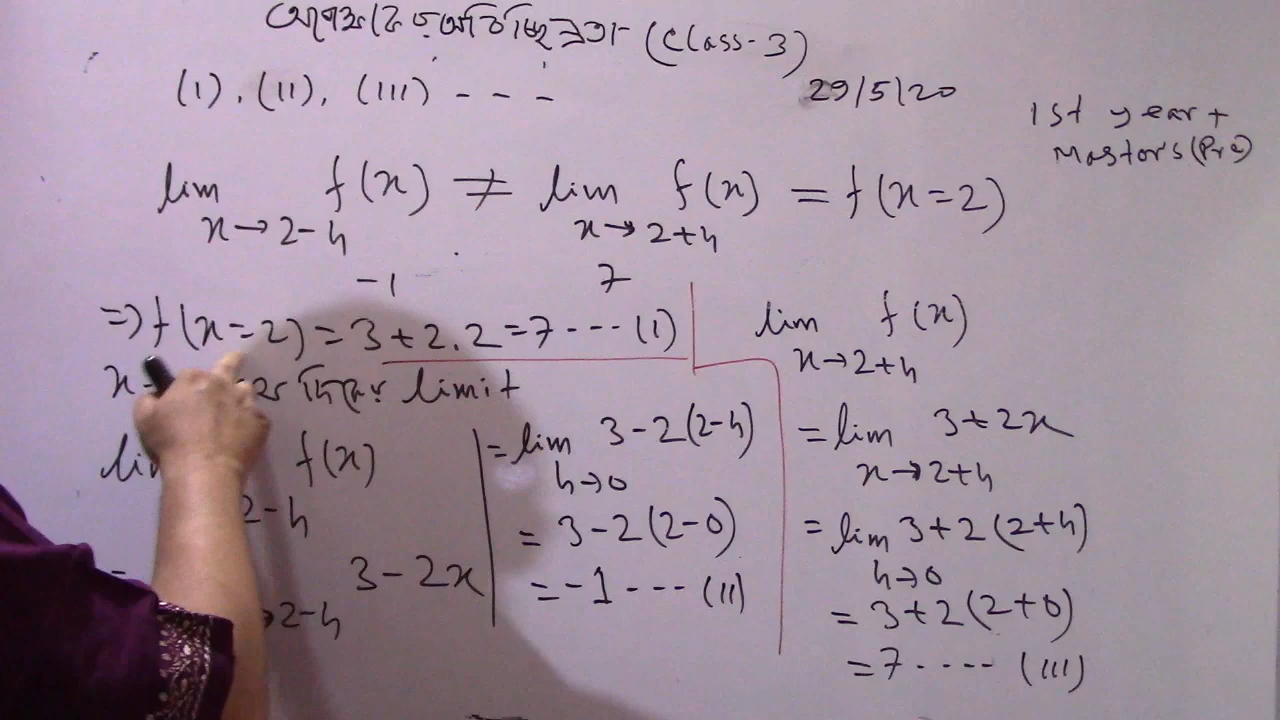 (Class-3)
29/5/20
1st year +
Masters (Pre)
(I), (II), (III) - - -
lim f(x) ≠ lim f(x) = f(x=2)
x→2-h x→2+h
-1 7
=> f(x=2) = 3+2.2 = 7 ---- (I)
x limit
f(x)
2-h
3-2x
→2-h
= lim 3-2(2-h)
h→0
= 3-2(2-0)
= -1 ---- (II)
lim f(x)
x→2+h
= lim 3+2x
x→2+h
= lim 3+2(2+h)
h→0
= 3+2(2+0)
= 7 ---- (III)